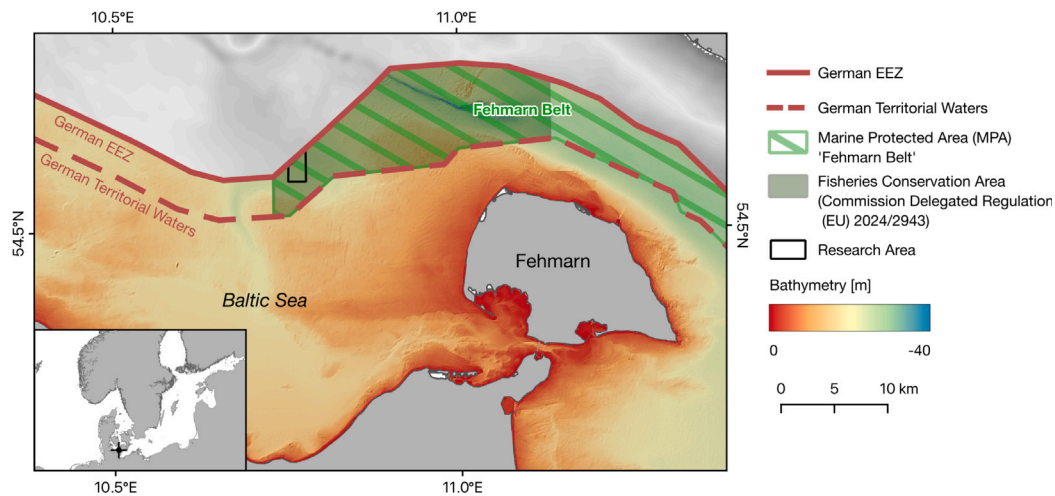 10.5°E
11.0°E
German EEZ
German Territorial Waters
Fehmarn Belt
54.5°N
54.5°N
Baltic Sea
Fehmarn
10.5°E
11.0°E
German EEZ
German Territorial Waters
Marine Protected Area (MPA)
'Fehmarn Belt'
Fisheries Conservation Area
(Commission Delegated Regulation
(EU) 2024/2943)
Research Area
Bathymetry [m]
0
-40
0
5
10 km